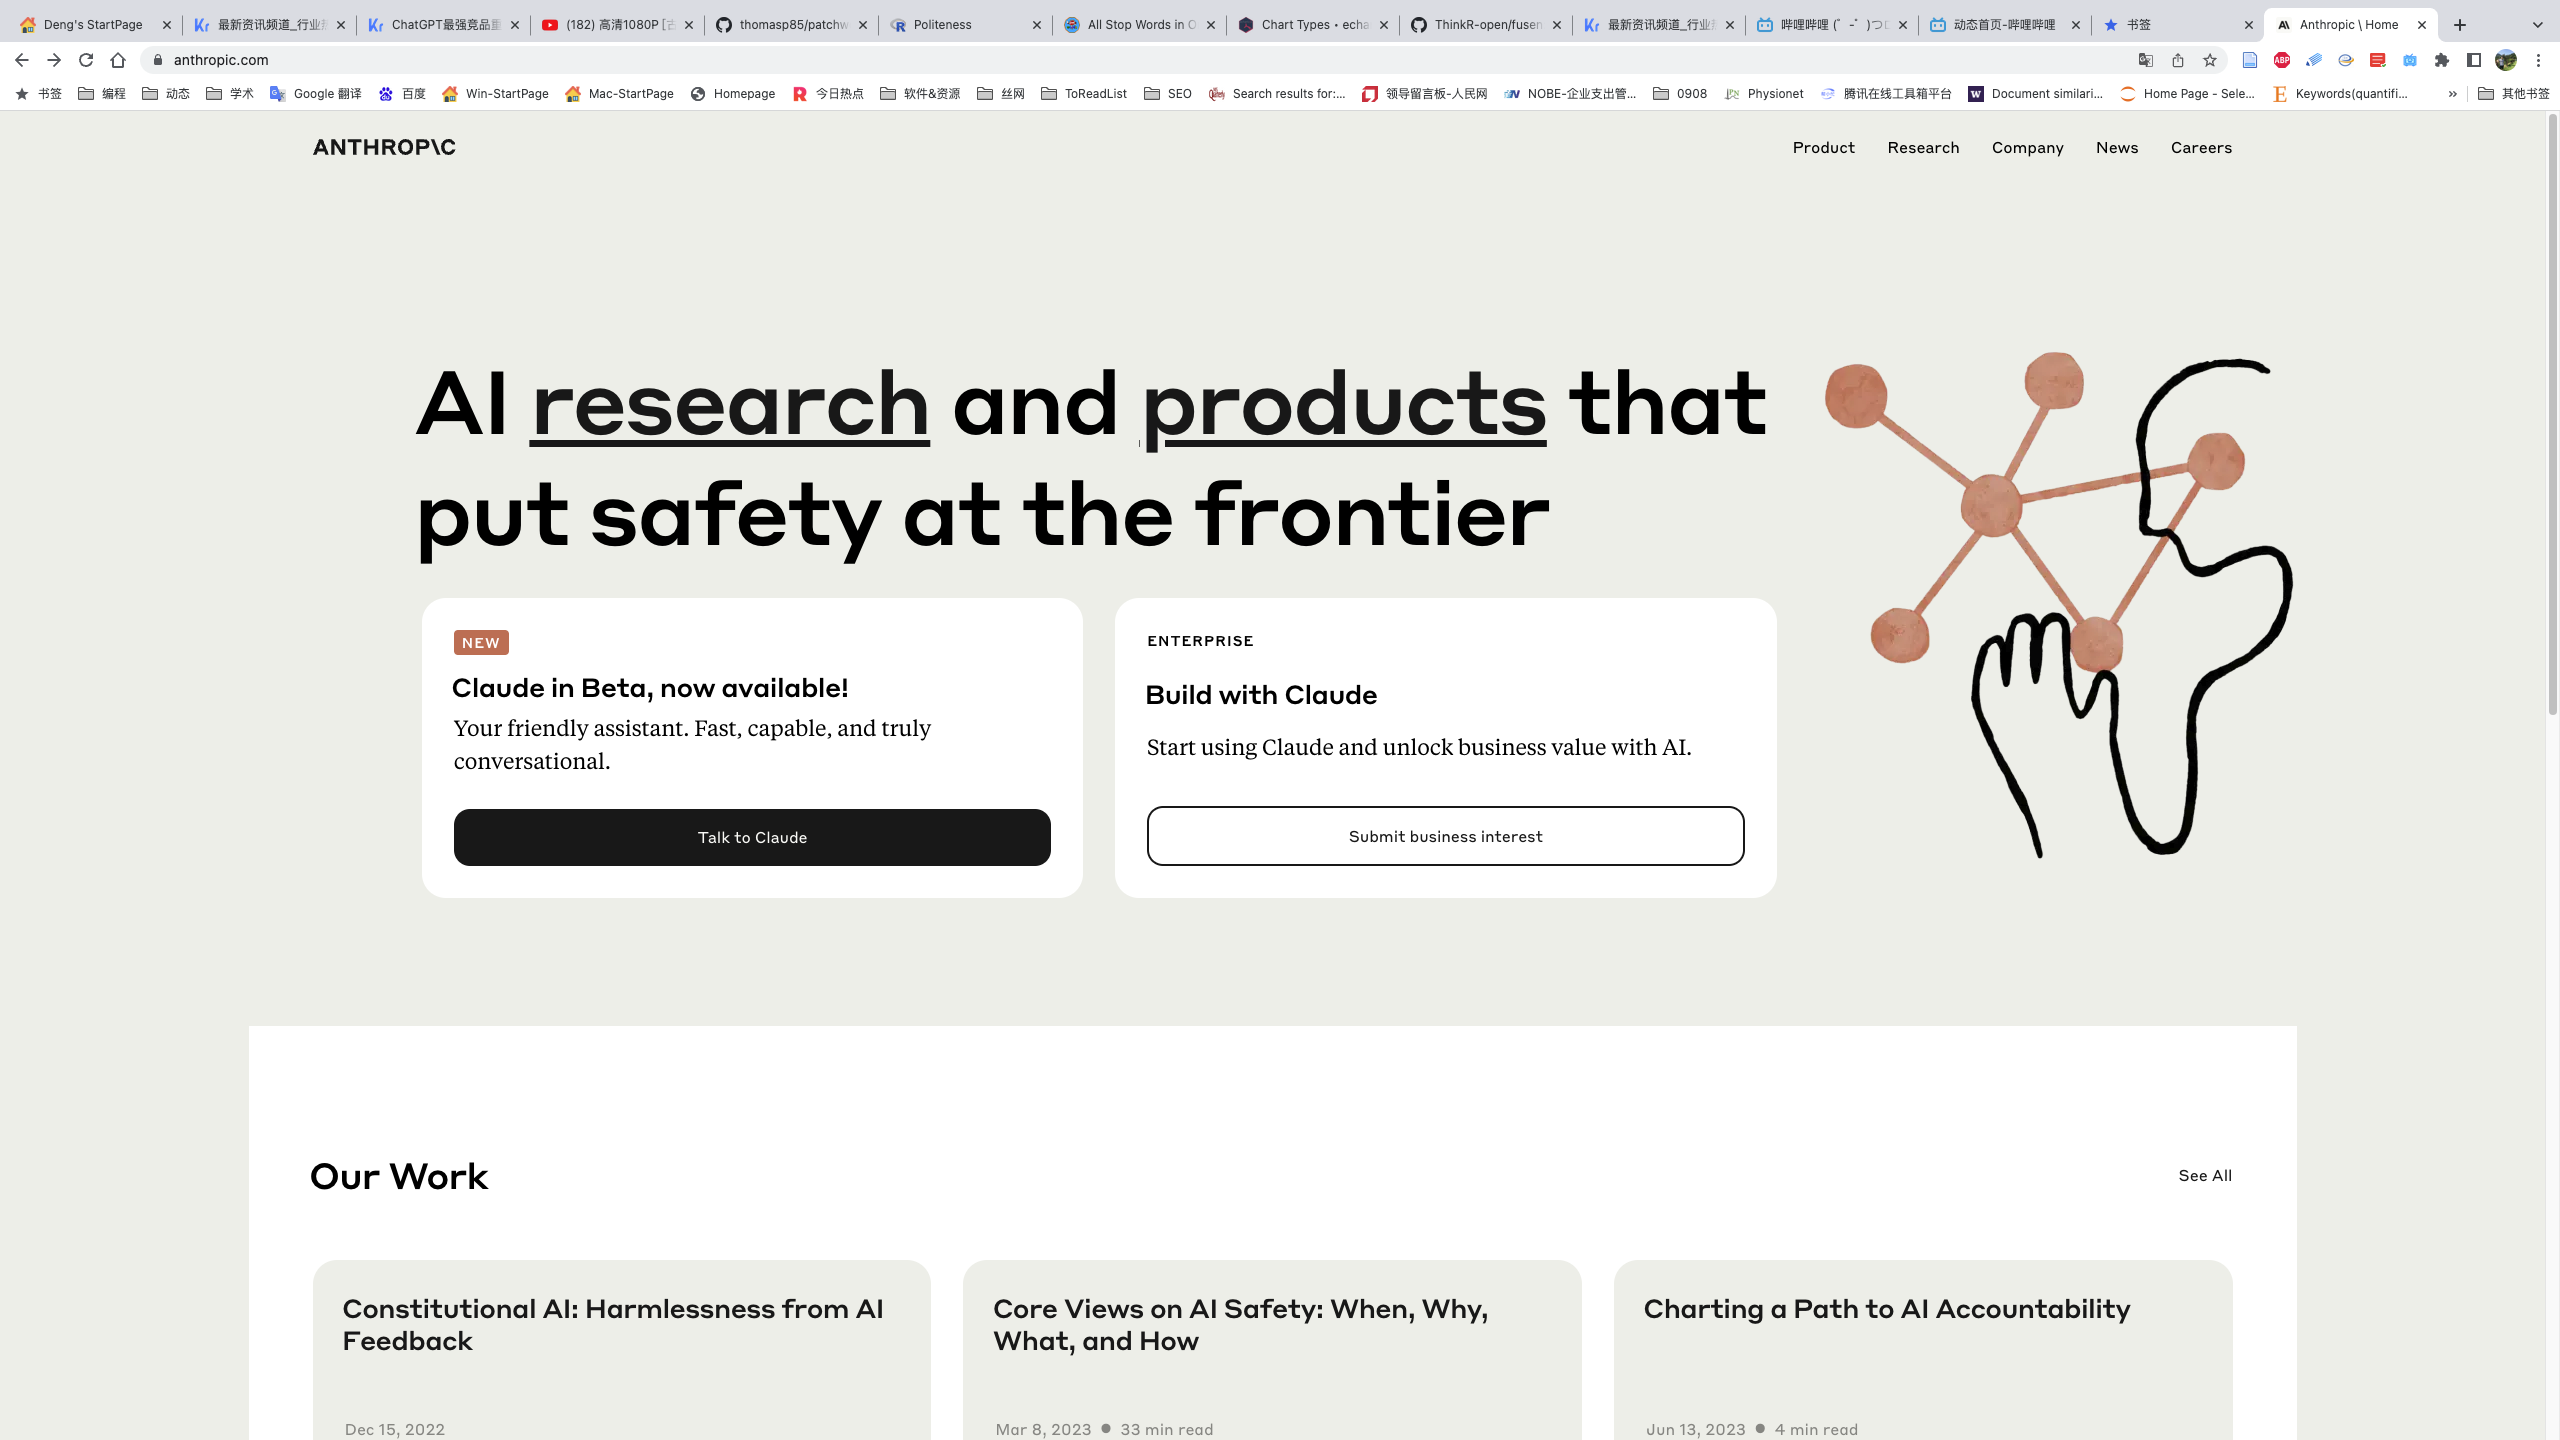 Deng's StartPage
最新资讯频道_行业
ChatGPT最强竞品重
(182) 高清1080P [古
thomasp85/patchw
Politeness
All Stop Words in O
Chart Types • echa
ThinkR-open/fusen
最新资讯频道_行业
哔哩哔哩 (゜-゜)つロ
动态首页-哔哩哔哩
书签
Anthropic \ Home
anthropic.com
书签
编程
动态
学术
Google 翻译
百度
Win-StartPage
Mac-StartPage
Homepage
今日热点
软件&资源
丝网
ToReadList
SEO
Search results for:...
领导留言板-人民网
NOBE-企业支出管...
0908
Physionet
腾讯在线工具箱平台
Document similari...
Home Page - Sele...
Keywords(quantifi...
»
其他书签
ANTHROP\C
Product
Research
Company
News
Careers
AI research and products that
put safety at the frontier
NEW
Claude in Beta, now available!
Your friendly assistant. Fast, capable, and truly
conversational.
Talk to Claude
ENTERPRISE
Build with Claude
Start using Claude and unlock business value with AI.
Submit business interest
Our Work
See All
Constitutional AI: Harmlessness from AI
Feedback
Dec 15, 2022
Core Views on AI Safety: When, Why,
What, and How
Mar 8, 2023 ● 33 min read
Charting a Path to AI Accountability
Jun 13, 2023 ● 4 min read